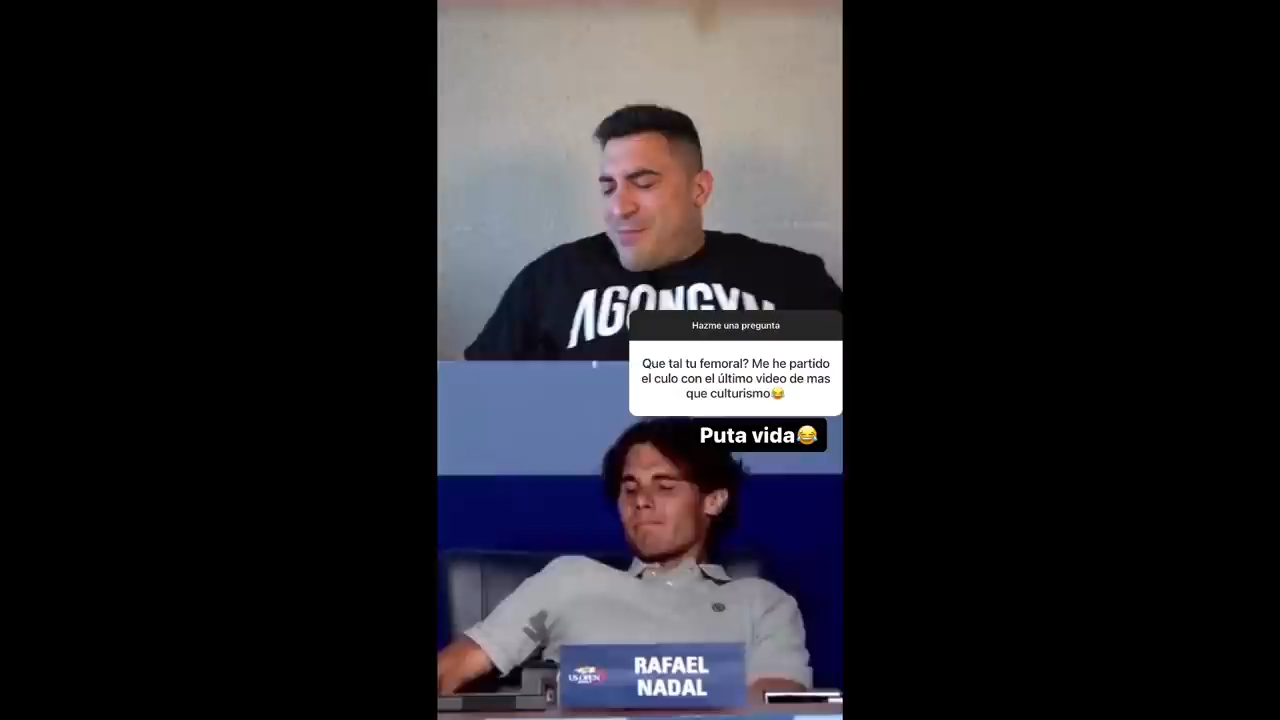 AGONGYM
Hazme una pregunta
Que tal tu femoral? Me he partido
el culo con el último video de mas
que culturismo😂
Puta vida😂
US OPEN
RAFAEL
NADAL